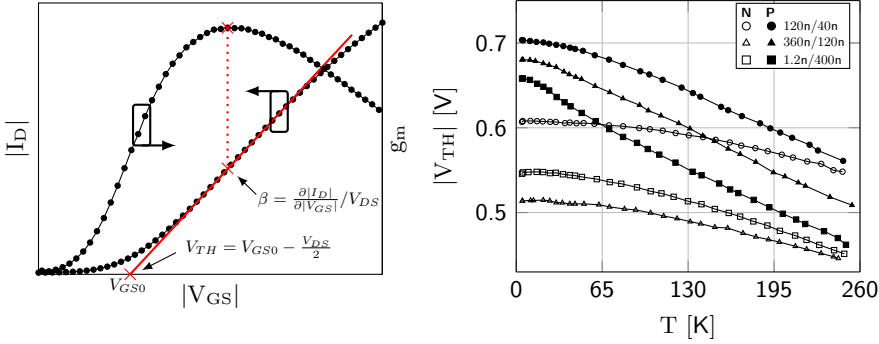 |I_D|
g_m
β = ∂|I_D|/∂|V_GS| /V_DS
V_TH = V_GS0 − V_DS/2
V_GS0
|V_GS|
N P
120n/40n
360n/120n
1.2n/400n
|V_TH| [V]
0.7
0.6
0.5
0 65 130 195 260
T [K]